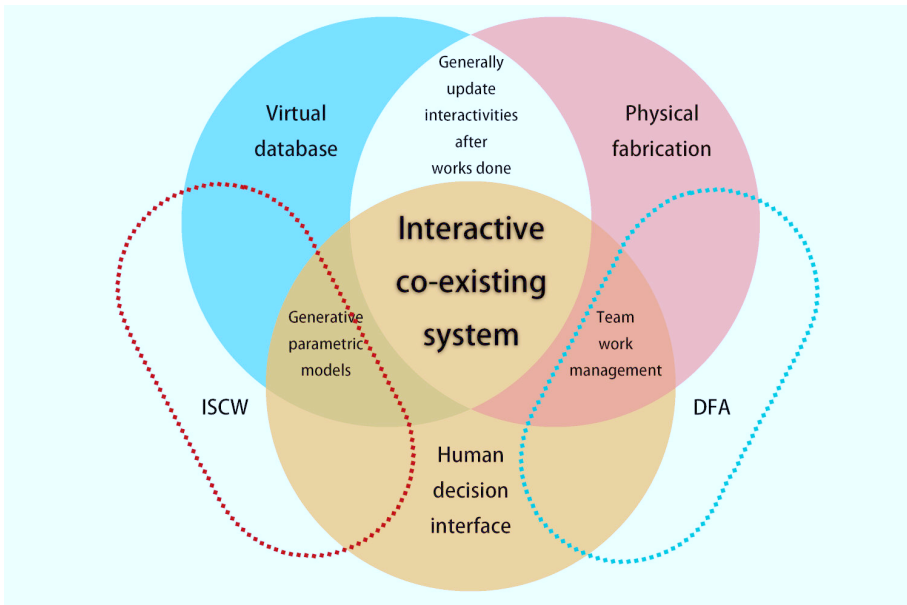 Generally
update
interactivities
after
works done
Virtual
database
Physical
fabrication
Interactive
co-existing
system
Generative
parametric
models
Team
work
management
ISCW
DFA
Human
decision
interface